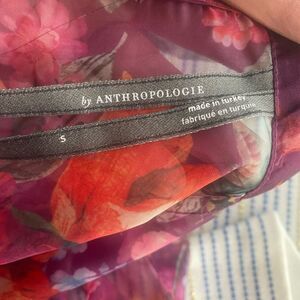 by ANTHROPOLOGIE
S
made in turkey
fabriqué en turquie